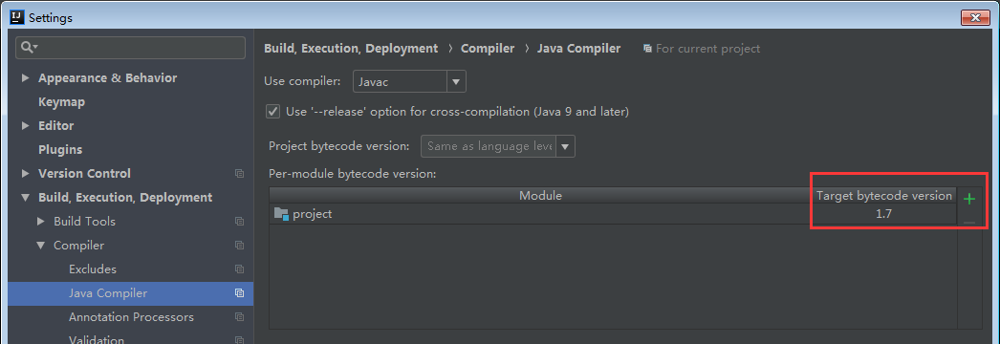 IJ Settings
Build, Execution, Deployment › Compiler › Java Compiler For current project
Appearance & Behavior
Keymap
Editor
Plugins
Version Control
Build, Execution, Deployment
Build Tools
Compiler
Excludes
Java Compiler
Annotation Processors
Validation
Use compiler: Javac
Use '--release' option for cross-compilation (Java 9 and later)
Project bytecode version: Same as language leve
Per-module bytecode version:
Module Target bytecode version
project 1.7